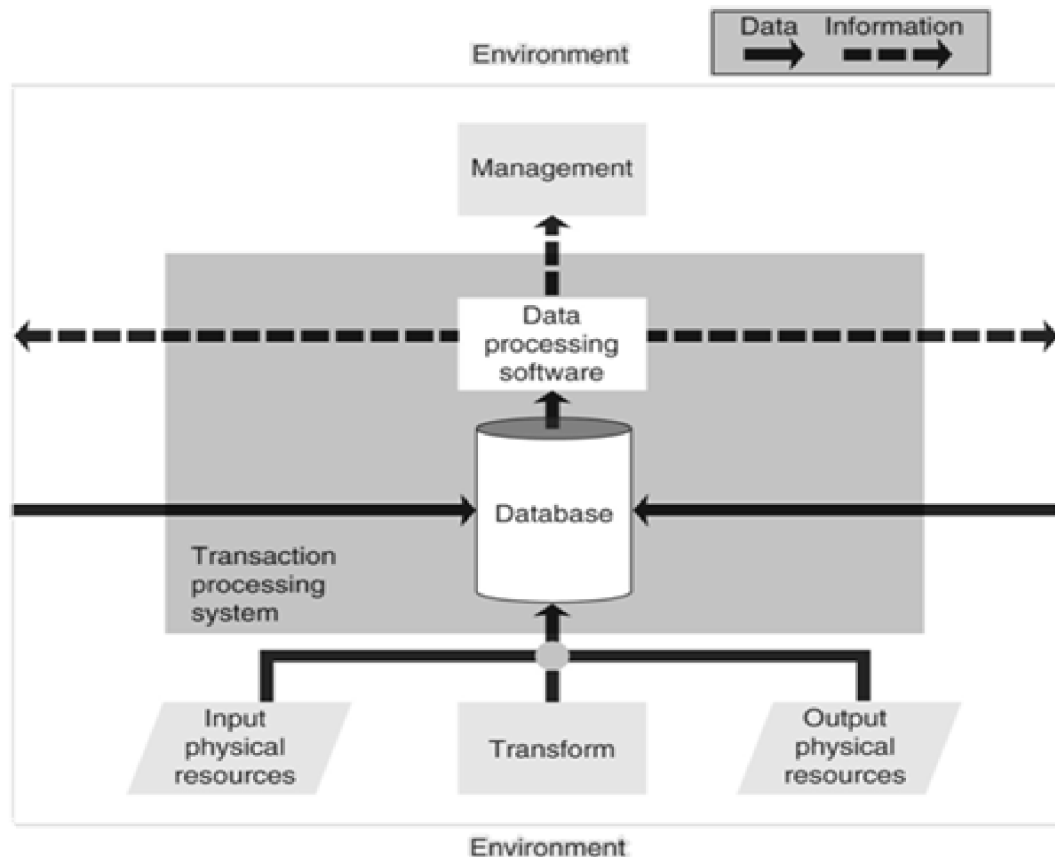 Data Information
Environment
Management
Data
processing
software
Database
Transaction
processing
system
Input
physical
resources
Transform
Output
physical
resources
Environment